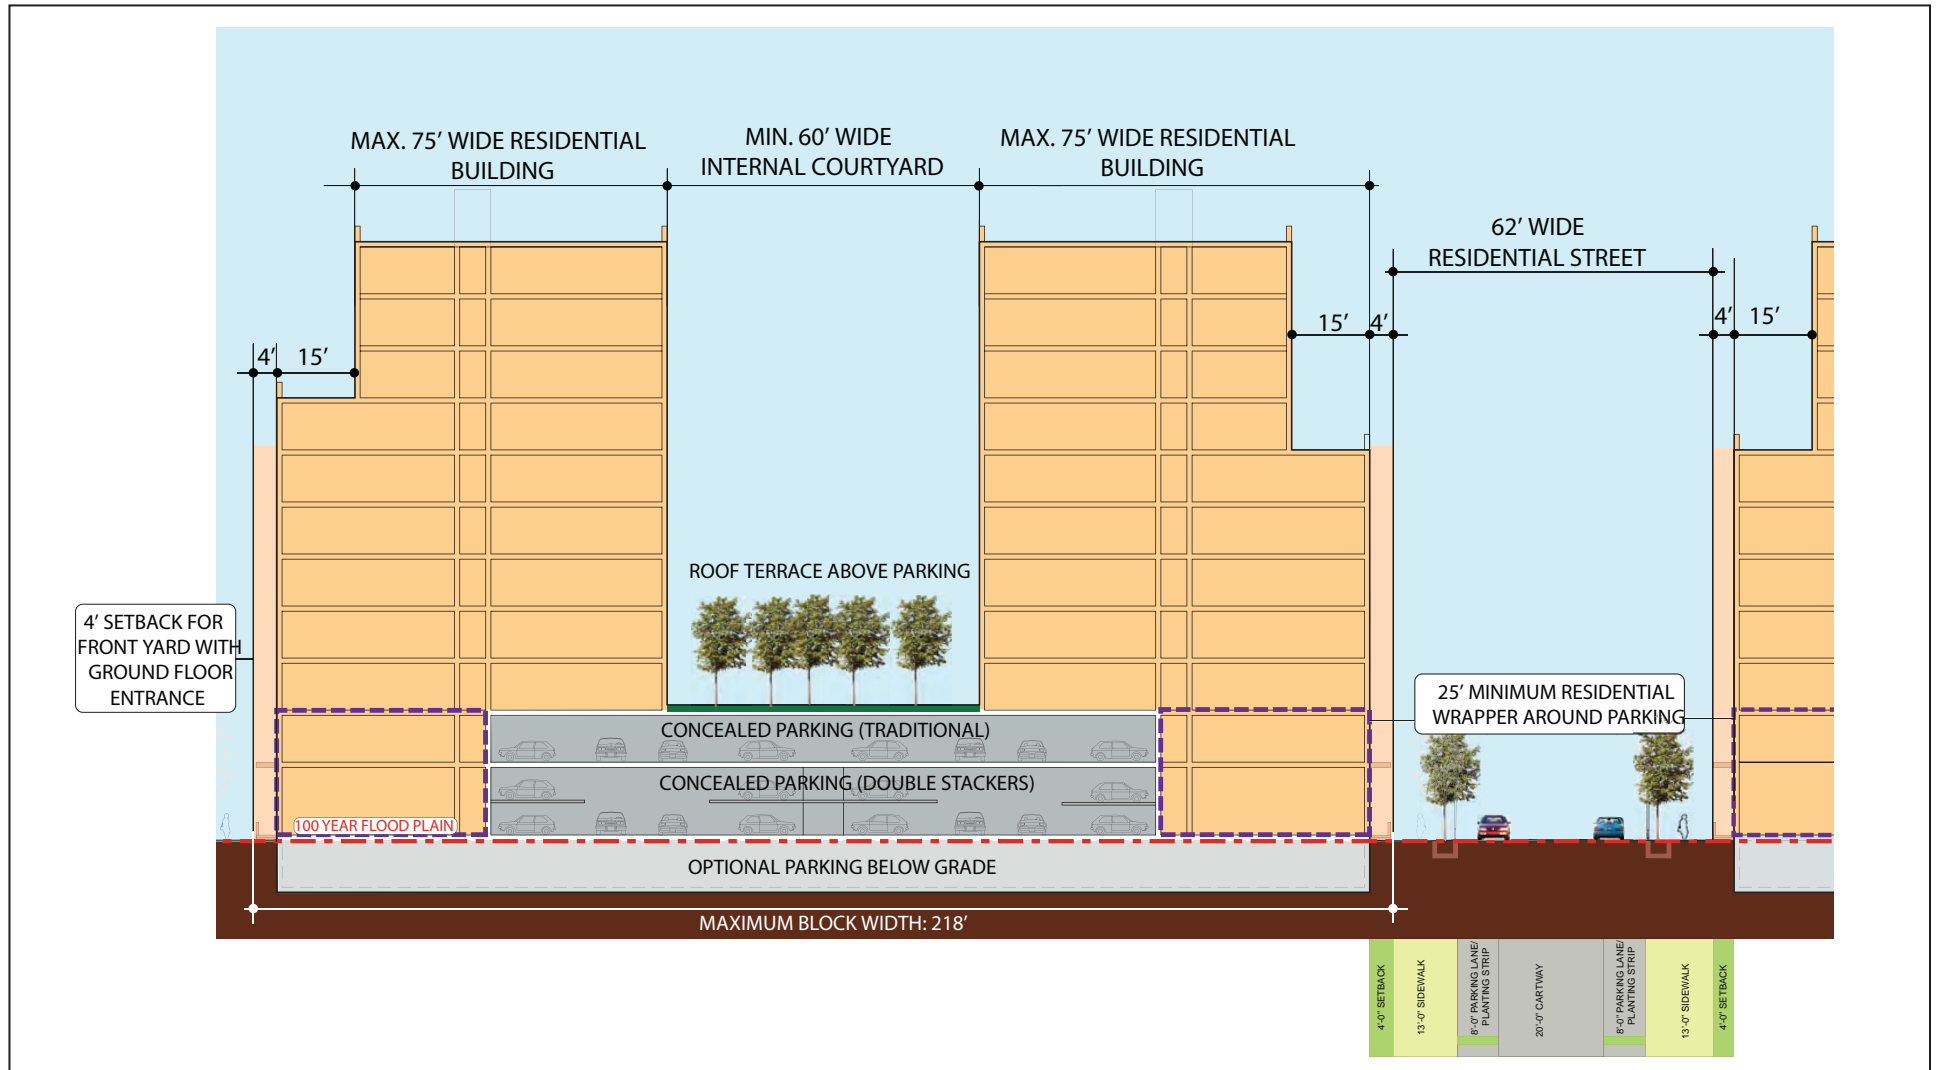 MAX. 75’ WIDE RESIDENTIAL
BUILDING
MIN. 60’ WIDE
INTERNAL COURTYARD
MAX. 75’ WIDE RESIDENTIAL
BUILDING
62’ WIDE
RESIDENTIAL STREET
4’
15’
15’
4’
4’
15’
ROOF TERRACE ABOVE PARKING
4’ SETBACK FOR
FRONT YARD WITH
GROUND FLOOR
ENTRANCE
25’ MINIMUM RESIDENTIAL
WRAPPER AROUND PARKING
CONCEALED PARKING (TRADITIONAL)
CONCEALED PARKING (DOUBLE STACKERS)
100 YEAR FLOOD PLAIN
OPTIONAL PARKING BELOW GRADE
MAXIMUM BLOCK WIDTH: 218’
4'-0" SETBACK
13'-0" SIDEWALK
8'-0" PARKING LANE/
PLANTING STRIP
20'-0" CARTWAY
8'-0" PARKING LANE/
PLANTING STRIP
13'-0" SIDEWALK
4'-0" SETBACK